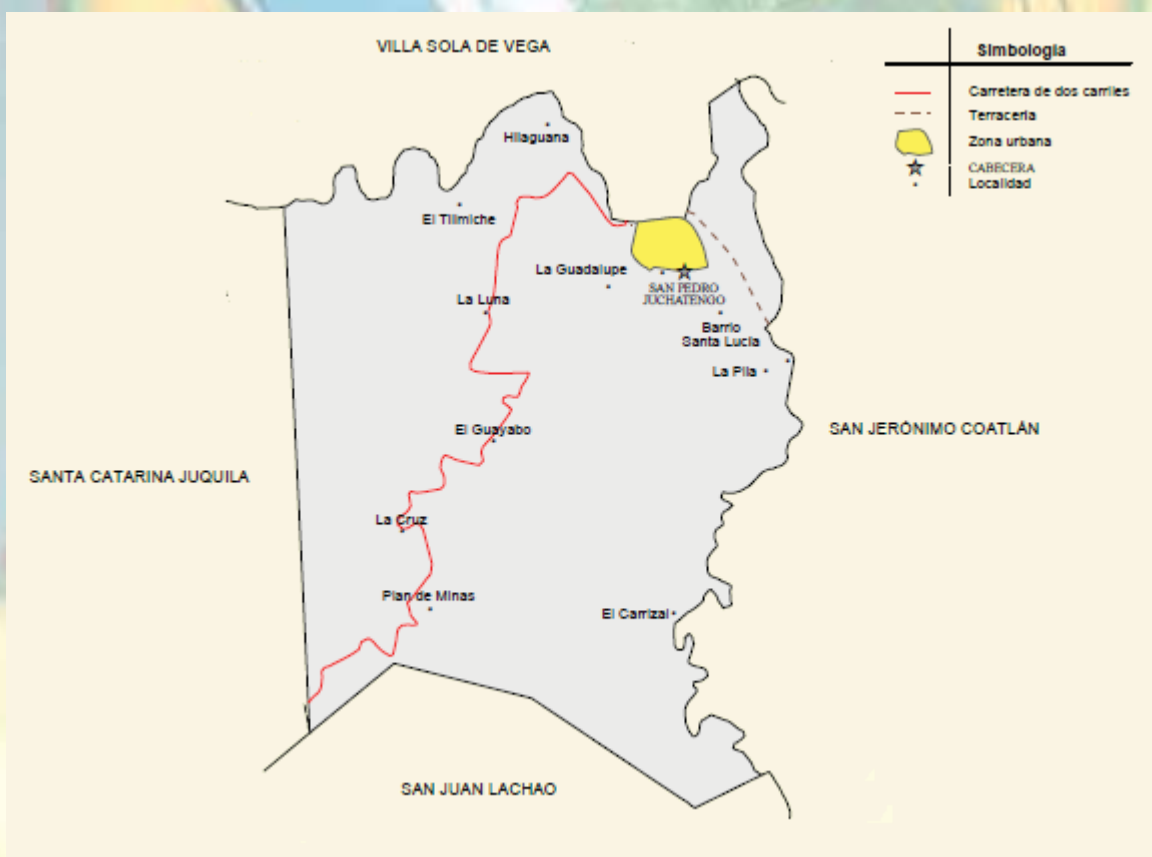 VILLA SOLA DE VEGA
Simbología
Carretera de dos carriles
Terracería
Zona urbana
CABECERA
Localidad
Hilaguana
El Tilmiche
La Guadalupe
SAN PEDRO
JUCHATENGO
La Luna
Barrio
Santa Lucía
La Pila
El Guayabo
SAN JERÓNIMO COATLÁN
SANTA CATARINA JUQUILA
La Cruz
Plan de Minas
El Carrizal
SAN JUAN LACHAO